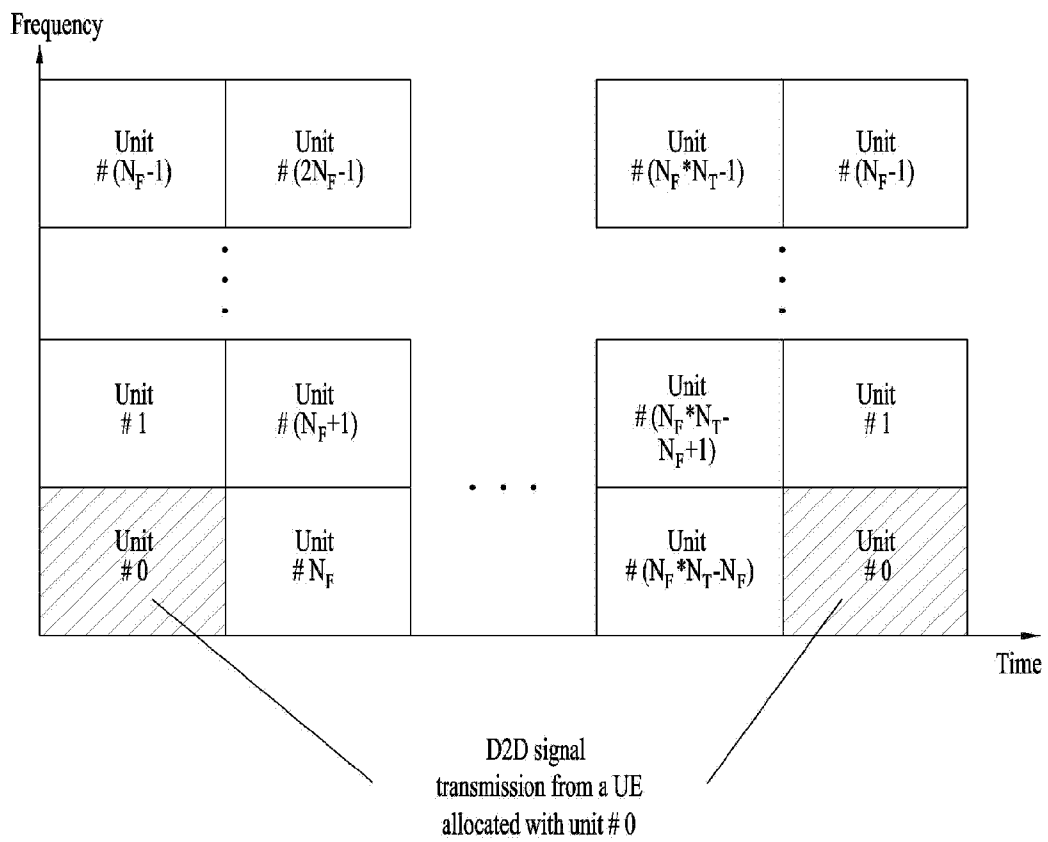 Frequency
Unit
# (N_F-1)
Unit
# (2N_F-1)
Unit
# (N_F*N_T-1)
Unit
# (N_F-1)
Unit
# 1
Unit
# (N_F+1)
Unit
# (N_F*N_T-
N_F+1)
Unit
# 1
Unit
# 0
Unit
# N_F
Unit
# (N_F*N_T-N_F)
Unit
# 0
Time
D2D signal
transmission from a UE
allocated with unit # 0